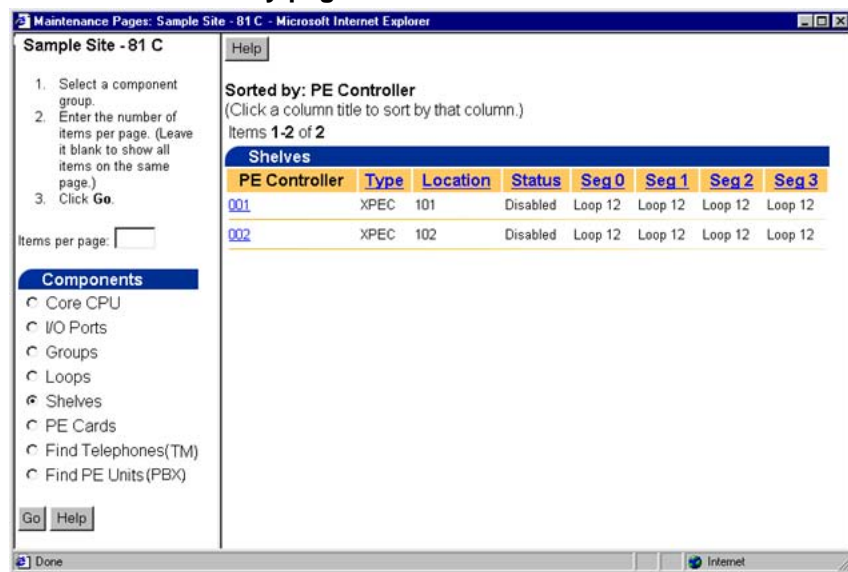 Maintenance Pages: Sample Site - 81 C - Microsoft Internet Explorer
Sample Site - 81 C
1. Select a component
group.
2. Enter the number of
items per page. (Leave
it blank to show all
items on the same
page.)
3. Click Go.
Items per page:
Components
Core CPU
I/O Ports
Groups
Loops
Shelves
PE Cards
Find Telephones(TM)
Find PE Units(PBX)
Go Help
Help
Sorted by: PE Controller
(Click a column title to sort by that column.)
Items 1-2 of 2
Shelves
PE Controller Type Location Status Seg 0 Seg 1 Seg 2 Seg 3
001 XPEC 101 Disabled Loop 12 Loop 12 Loop 12 Loop 12
002 XPEC 102 Disabled Loop 12 Loop 12 Loop 12 Loop 12
Done Internet